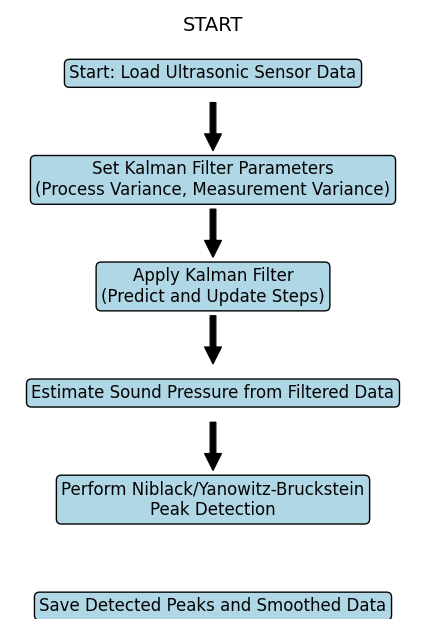 START
Start: Load Ultrasonic Sensor Data
Set Kalman Filter Parameters
(Process Variance, Measurement Variance)
Apply Kalman Filter
(Predict and Update Steps)
Estimate Sound Pressure from Filtered Data
Perform Niblack/Yanowitz-Bruckstein
Peak Detection
Save Detected Peaks and Smoothed Data